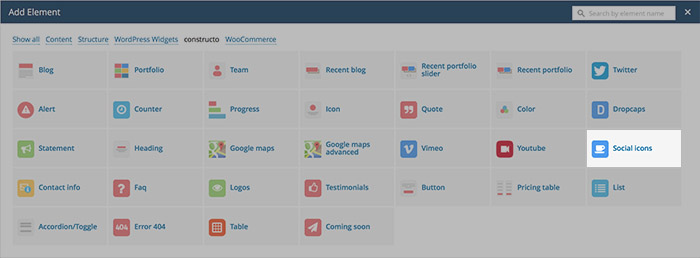 Add Element
Search by element name
Show all Content Structure WordPress Widgets constructo WooCommerce
Blog Portfolio Team Recent blog Recent portfolio slider Recent portfolio Twitter
Alert Counter Progress Icon Quote Color D Dropcaps
Statement Heading Google maps Google maps advanced Vimeo Youtube Social icons
Contact info ? Faq Logos Testimonials Button Pricing table List
Accordion/Toggle 404 Error 404 Table Coming soon